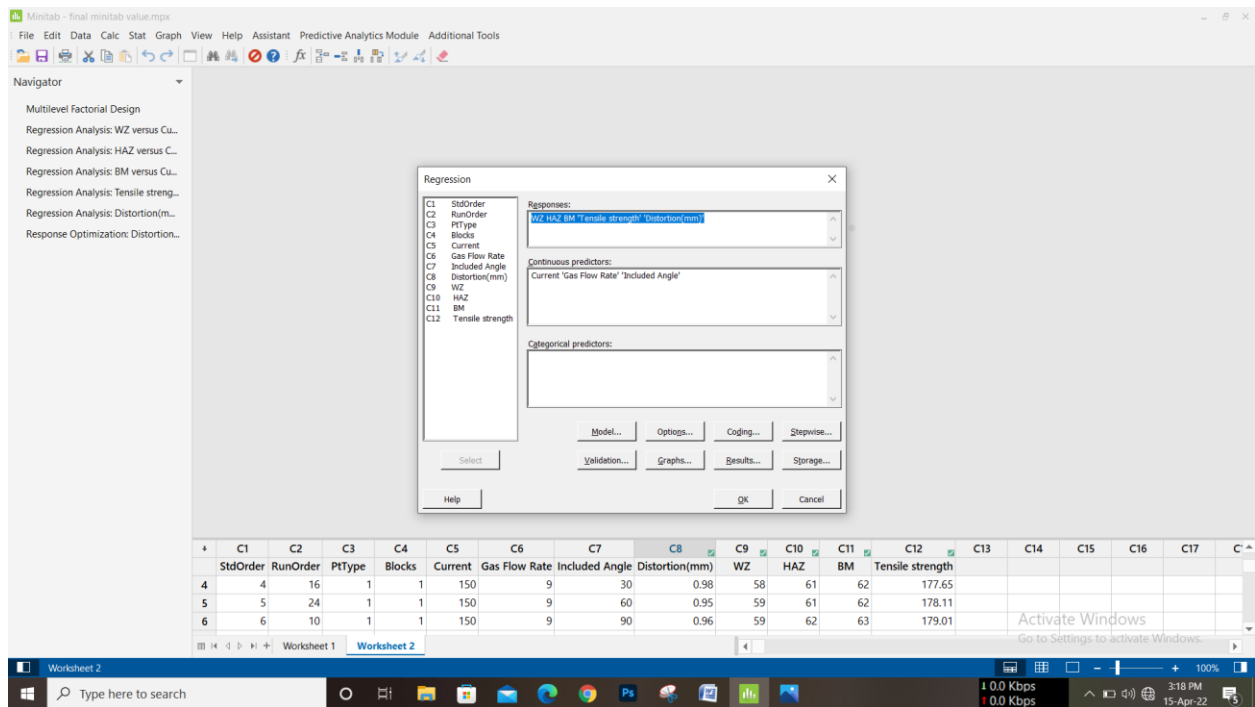 Minitab - final minitab value.mpx
File Edit Data Calc Stat Graph View Help Assistant Predictive Analytics Module Additional Tools
Navigator
Multilevel Factorial Design
Regression Analysis: WZ versus Cu...
Regression Analysis: HAZ versus C...
Regression Analysis: BM versus Cu...
Regression Analysis: Tensile streng...
Regression Analysis: Distortion(m...
Response Optimization: Distortion...
Regression
C1 StdOrder
C2 RunOrder
C3 PtType
C4 Blocks
C5 Current
C6 Gas Flow Rate
C7 Included Angle
C8 Distortion(mm)
C9 WZ
C10 HAZ
C11 BM
C12 Tensile strength
Responses:
WZ HAZ BM 'Tensile strength' 'Distortion(mm)'
Continuous predictors:
Current 'Gas Flow Rate' 'Included Angle'
Categorical predictors:
Model... Options... Coding... Stepwise...
Select Validation... Graphs... Results... Storage...
Help OK Cancel
C1 C2 C3 C4 C5 C6 C7 C8 C9 C10 C11 C12 C13 C14 C15 C16 C17
StdOrder RunOrder PtType Blocks Current Gas Flow Rate Included Angle Distortion(mm) WZ HAZ BM Tensile strength
4 4 16 1 1 150 9 30 0.98 58 61 62 177.65
5 5 24 1 1 150 9 60 0.95 59 61 62 178.11
6 6 10 1 1 150 9 90 0.96 59 62 63 179.01
Activate Windows
Go to Settings to activate Windows.
Worksheet 1 Worksheet 2
Worksheet 2 100%
Type here to search
Ps
0.0 Kbps
0.0 Kbps
3:18 PM
15-Apr-22
5